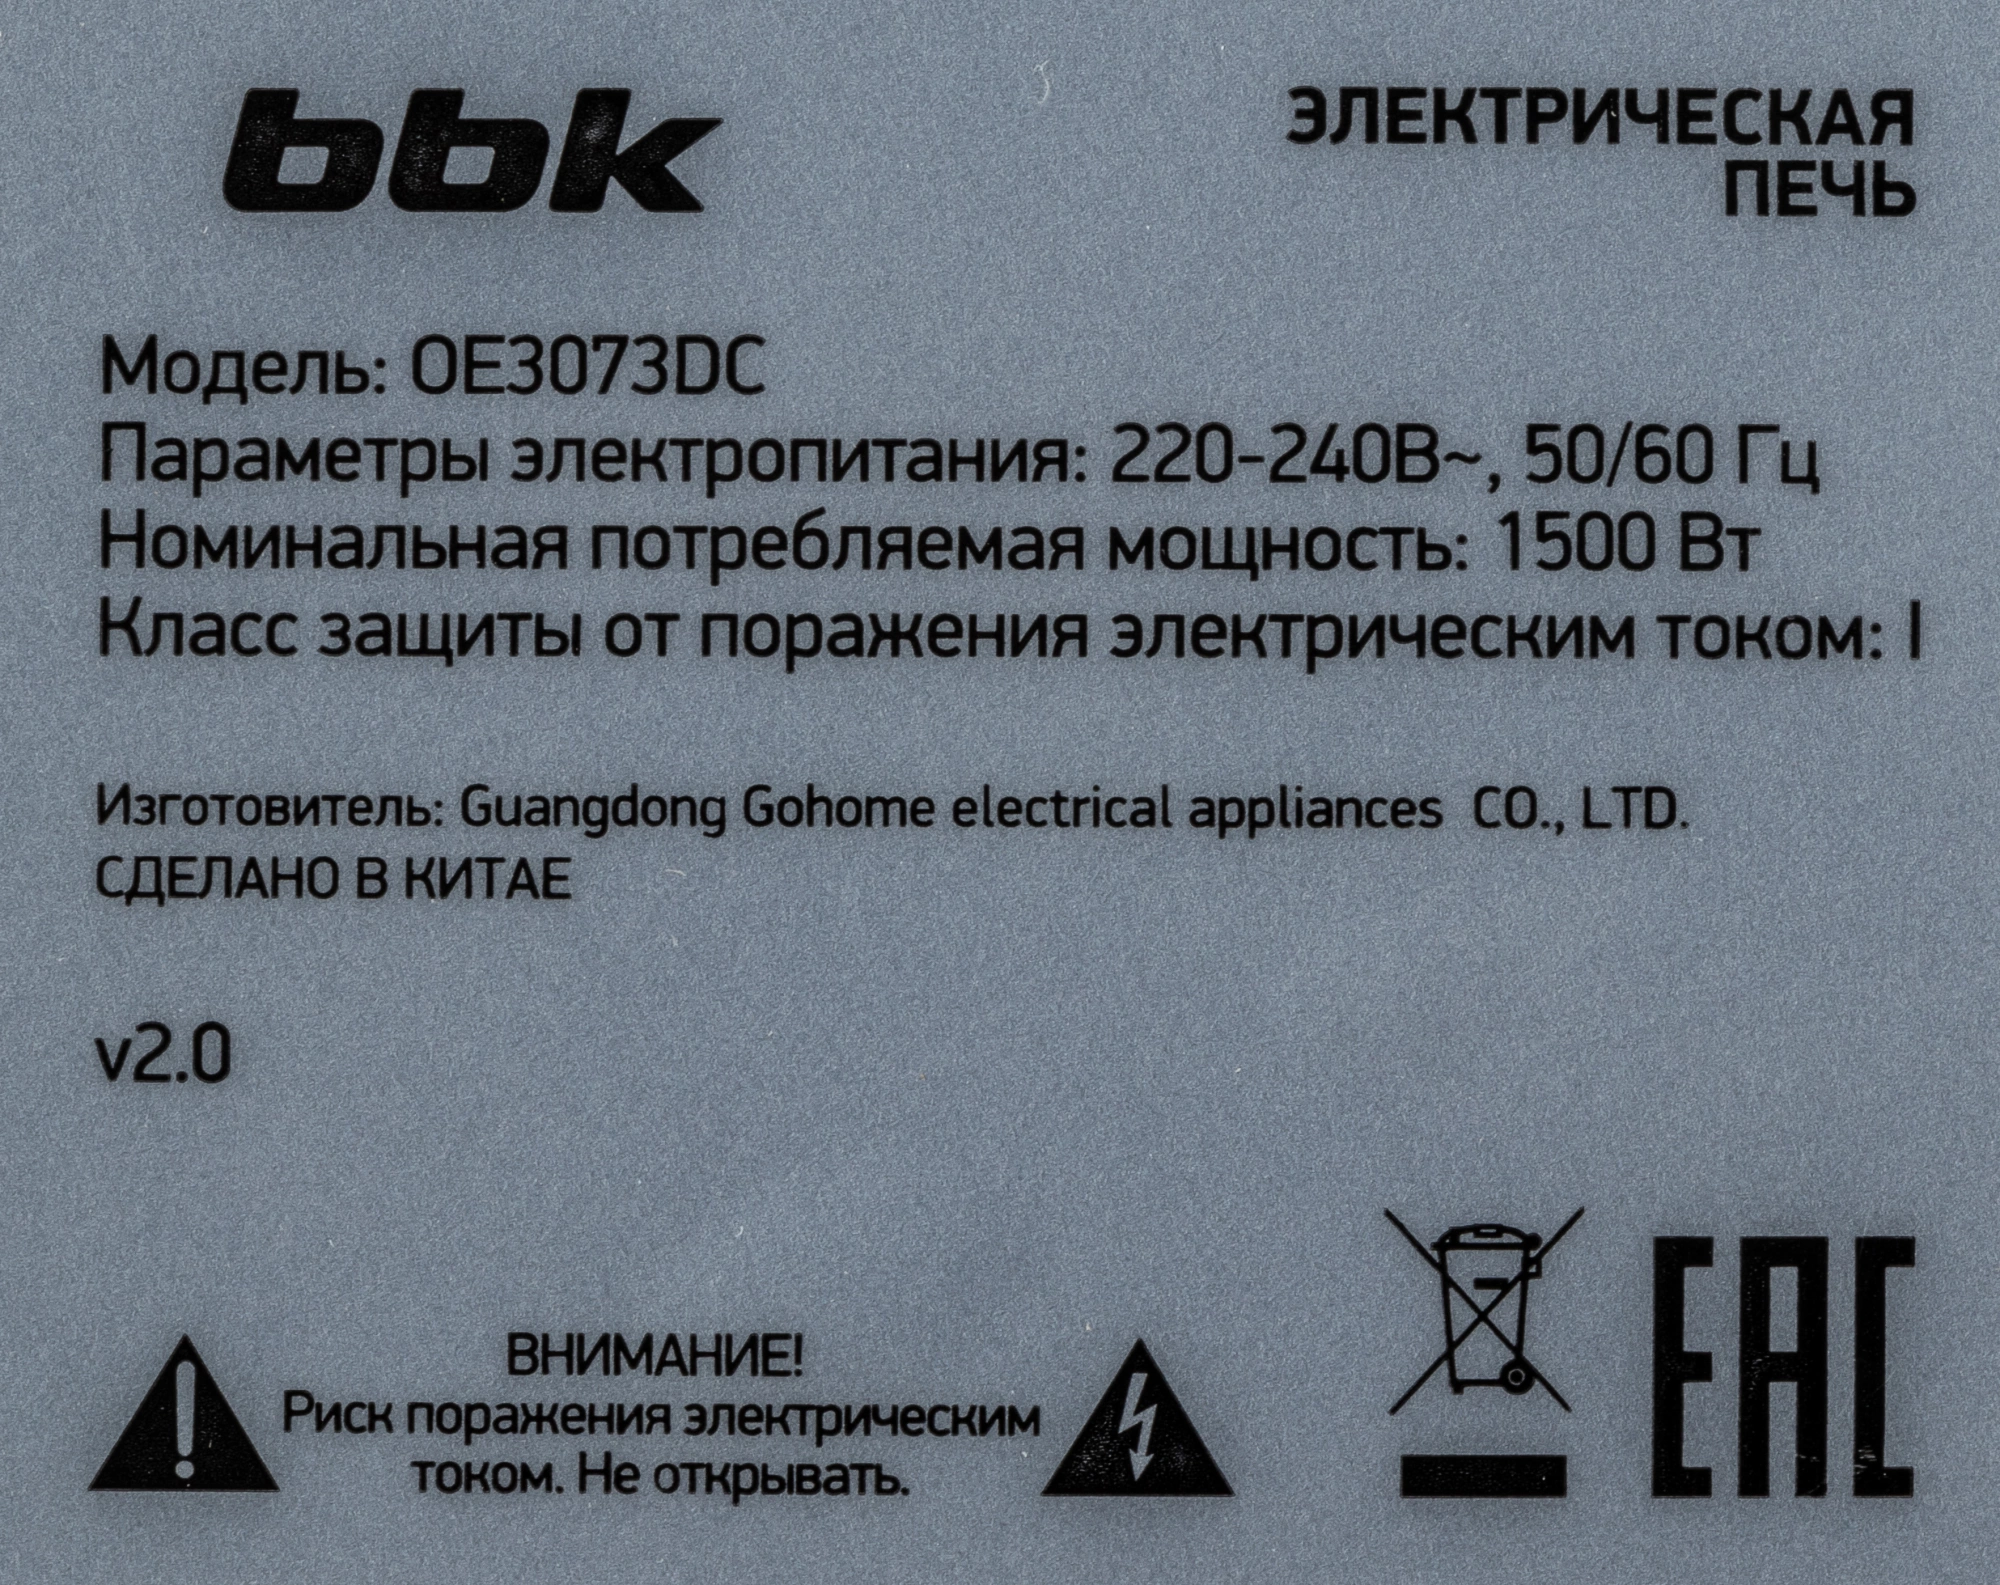 bbk
ЭЛЕКТРИЧЕСКАЯ
ПЕЧЬ
Модель: OE3073DC
Параметры электропитания: 220-240В~, 50/60 Гц
Номинальная потребляемая мощность: 1500 Вт
Класс защиты от поражения электрическим током: I
Изготовитель: Guangdong Gohome electrical appliances CO., LTD.
СДЕЛАНО В КИТАЕ
v2.0
ВНИМАНИЕ!
Риск поражения электрическим
током. Не открывать.
EAC